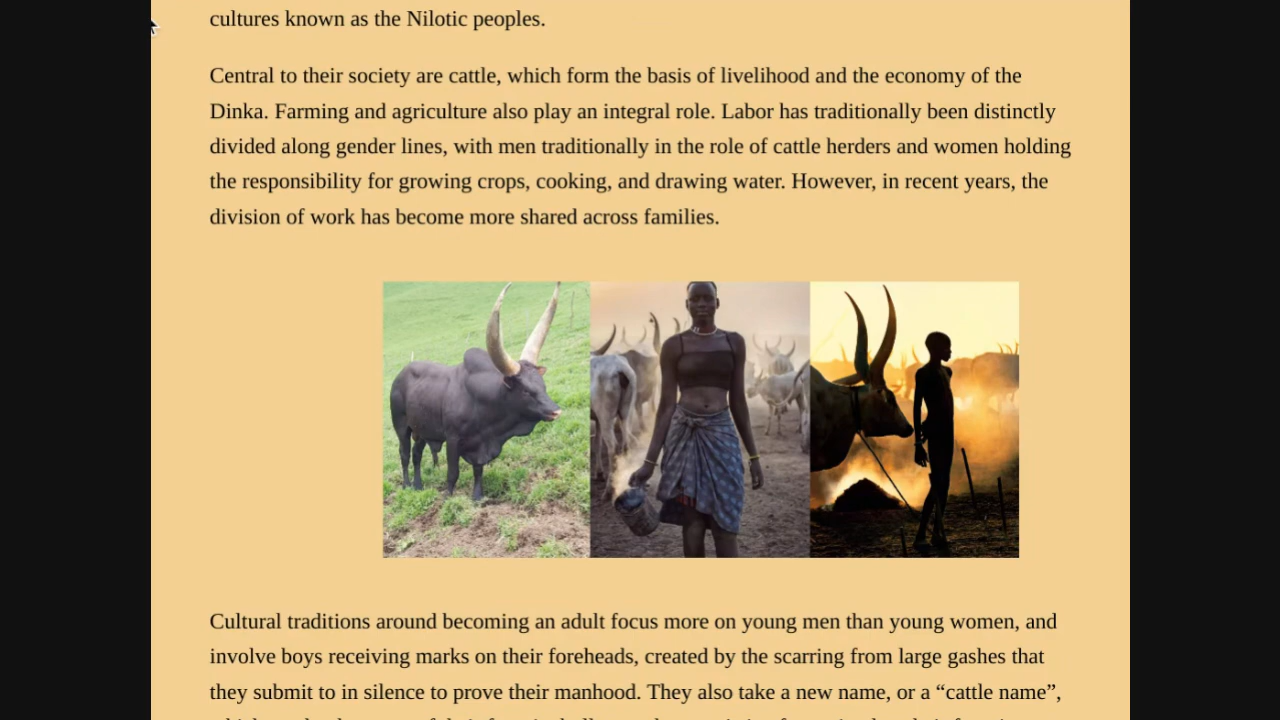 cultures known as the Nilotic peoples.
Central to their society are cattle, which form the basis of livelihood and the economy of the
Dinka. Farming and agriculture also play an integral role. Labor has traditionally been distinctly
divided along gender lines, with men traditionally in the role of cattle herders and women holding
the responsibility for growing crops, cooking, and drawing water. However, in recent years, the
division of work has become more shared across families.
Cultural traditions around becoming an adult focus more on young men than young women, and
involve boys receiving marks on their foreheads, created by the scarring from large gashes that
they submit to in silence to prove their manhood. They also take a new name, or a “cattle name”,